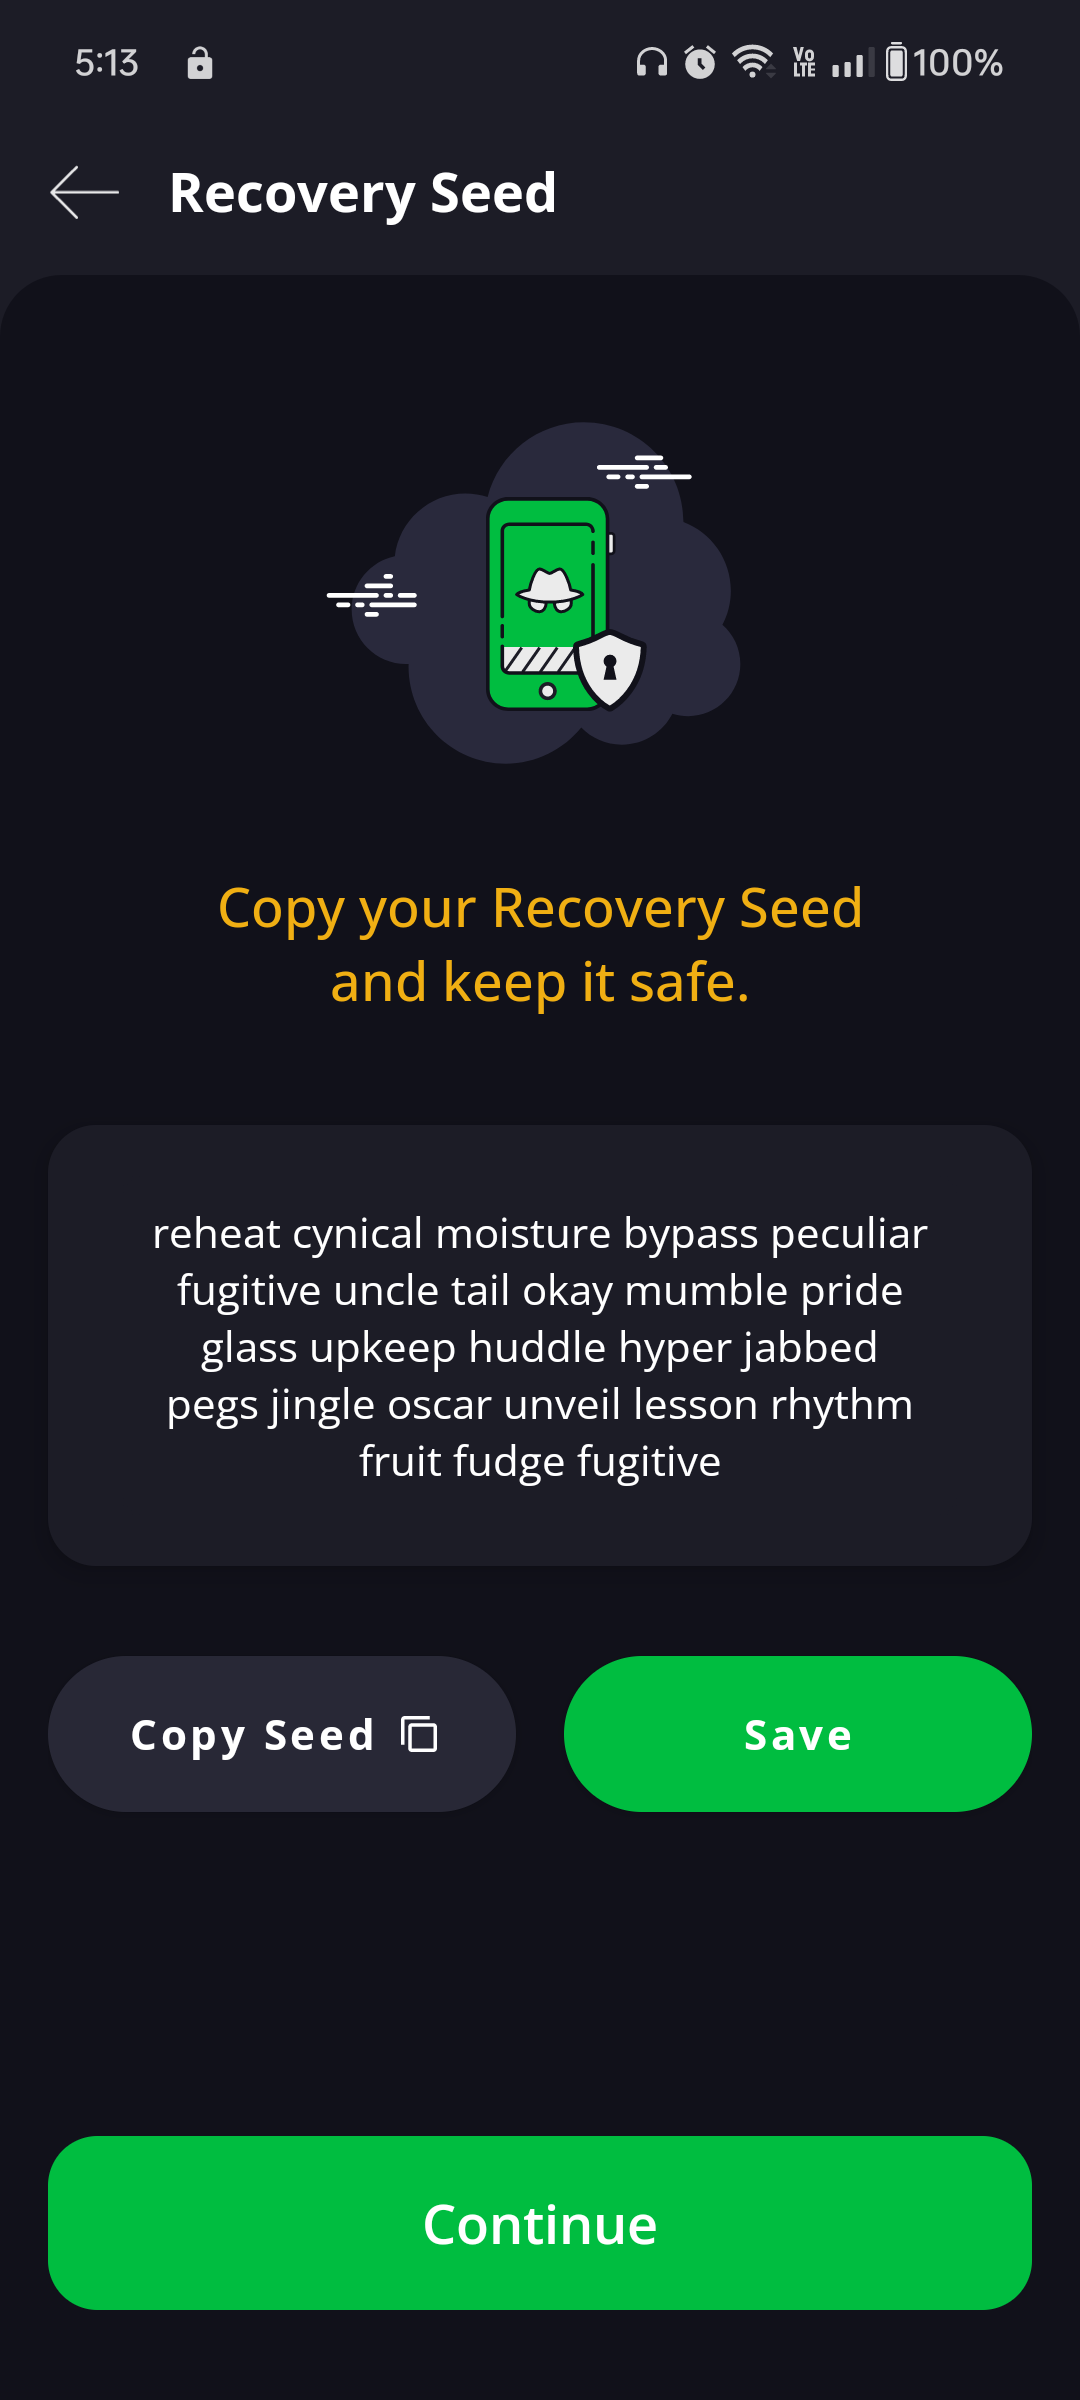 5:13 Vo LTE 100%
Recovery Seed
Copy your Recovery Seed
and keep it safe.
reheat cynical moisture bypass peculiar
fugitive uncle tail okay mumble pride
glass upkeep huddle hyper jabbed
pegs jingle oscar unveil lesson rhythm
fruit fudge fugitive
Copy Seed
Save
Continue